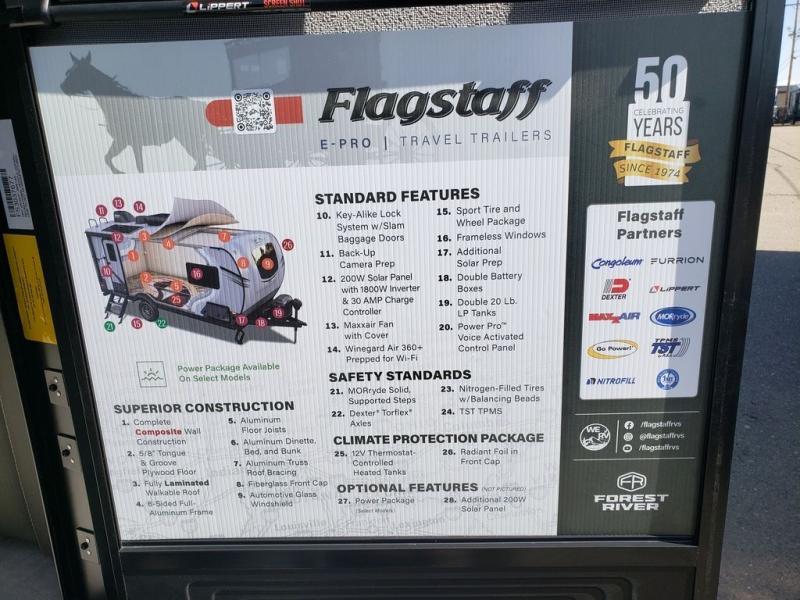 LiPPERT
SCREEN SHOT
Flagstaff
E-PRO | TRAVEL TRAILERS
50
CELEBRATING
YEARS
FLAGSTAFF
SINCE 1974
STANDARD FEATURES
10. Key-Alike Lock
System w/Slam
Baggage Doors
11. Back-Up
Camera Prep
12. 200W Solar Panel
with 1800W Inverter
& 30 AMP Charge
Controller
13. Maxxair Fan
with Cover
14. Winegard Air 360+
Prepped for Wi-Fi
15. Sport Tire and
Wheel Package
16. Frameless Windows
17. Additional
Solar Prep
18. Double Battery
Boxes
19. Double 20 Lb.
LP Tanks
20. Power Pro™
Voice Activated
Control Panel
Power Package Available
On Select Models
SUPERIOR CONSTRUCTION
1. Complete
Composite Wall
Construction
2. 5/8" Tongue
& Groove
Plywood Floor
3. Fully Laminated
Walkable Roof
4. 6-Sided Full-
Aluminum Frame
5. Aluminum
Floor Joists
6. Aluminum Dinette,
Bed, and Bunk
7. Aluminum Truss
Roof Bracing
8. Fiberglass Front Cap
9. Automotive Glass
Windshield
SAFETY STANDARDS
21. MORryde Solid,
Supported Steps
22. Dexter® Torflex®
Axles
23. Nitrogen-Filled Tires
w/Balancing Beads
24. TST TPMS
CLIMATE PROTECTION PACKAGE
25. 12V Thermostat-
Controlled
Heated Tanks
26. Radiant Foil in
Front Cap
OPTIONAL FEATURES (NOT PICTURED)
27. Power Package
(Select Models)
28. Additional 200W
Solar Panel
Flagstaff
Partners
Congoleum
FURRION
DEXTER
LiPPERT
MAXXAIR
MORryde
Go Power!
TPMS
TST
NITROFILL
WE
RV
/flagstaffrvs
@flagstaffrvs
/flagstaffrvs
FR
FOREST
RIVER
Louisville
Lexington